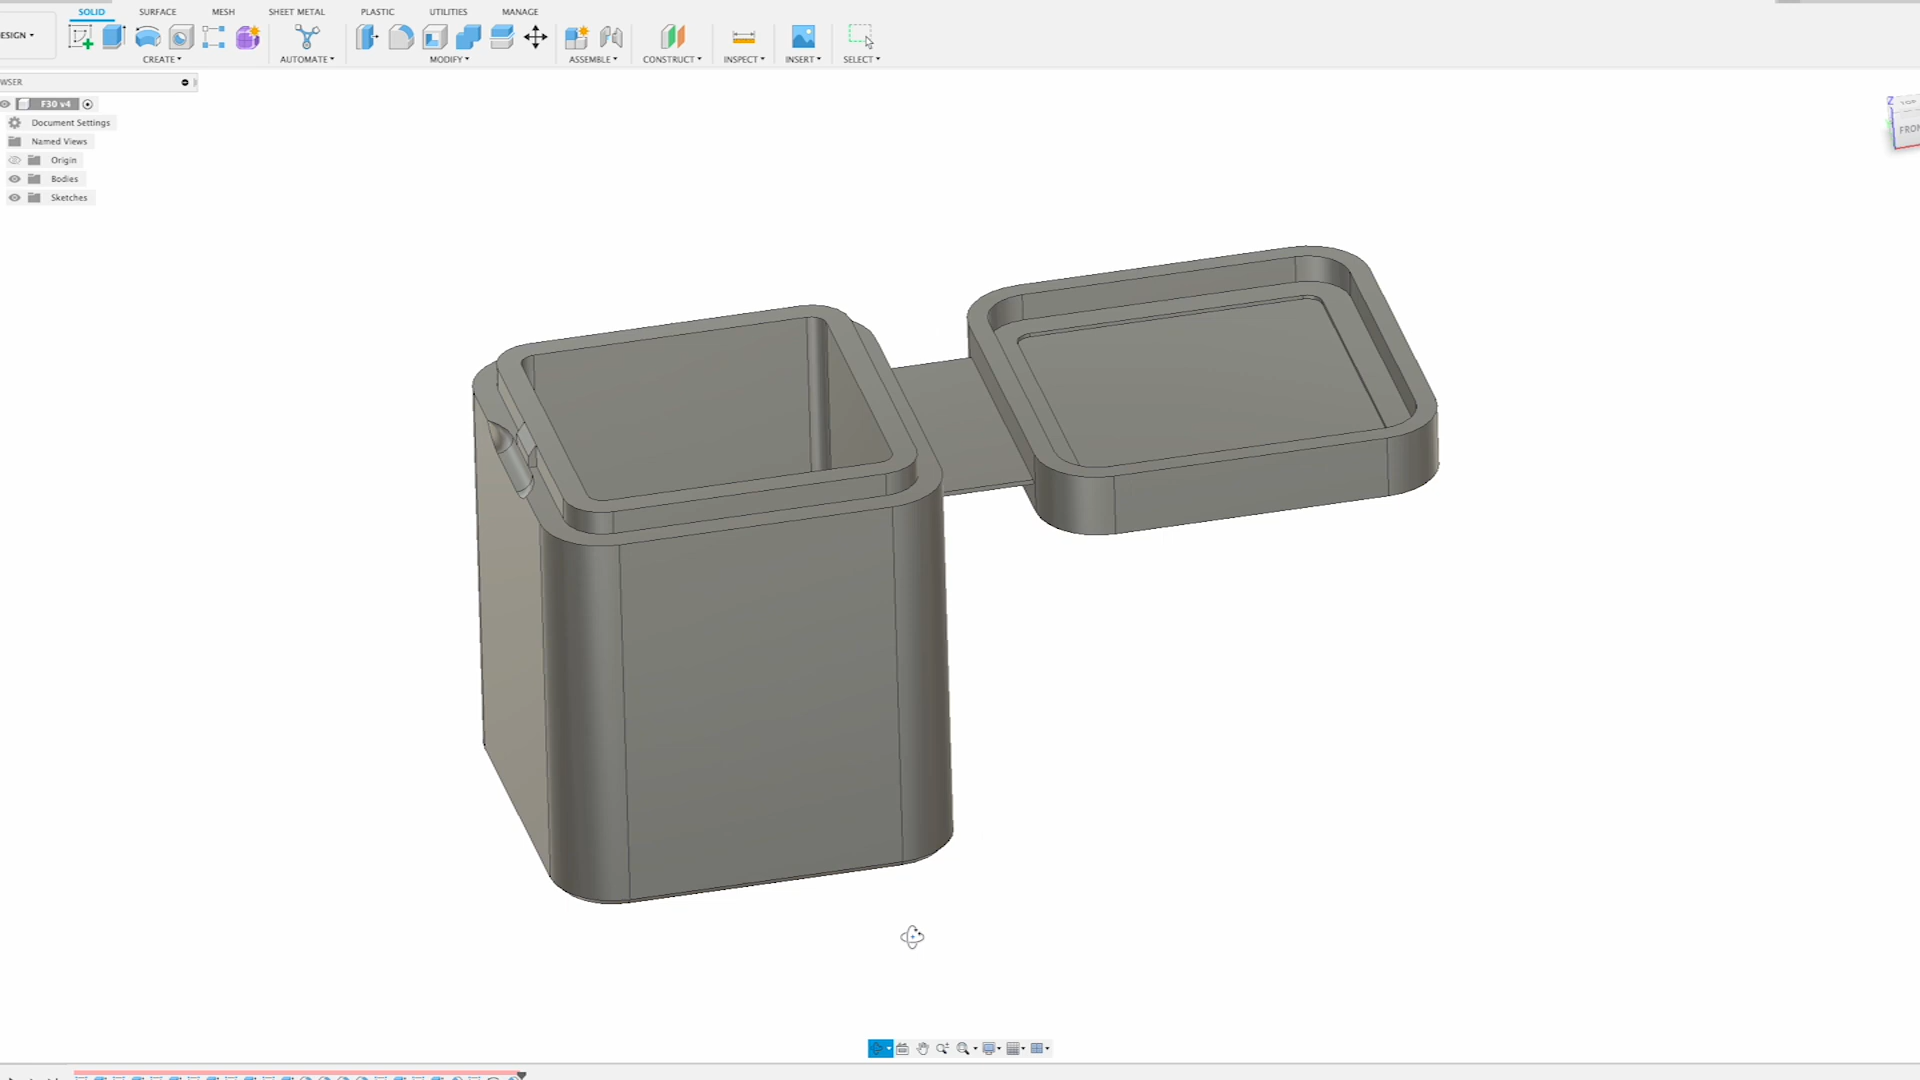 SOLID SURFACE MESH SHEET METAL PLASTIC UTILITIES MANAGE
ESIGN
CREATE AUTOMATE MODIFY ASSEMBLE CONSTRUCT INSPECT INSERT SELECT
WSER
F30 v4
Document Settings
Named Views
Origin
Bodies
Sketches
Z
TOP
FRON